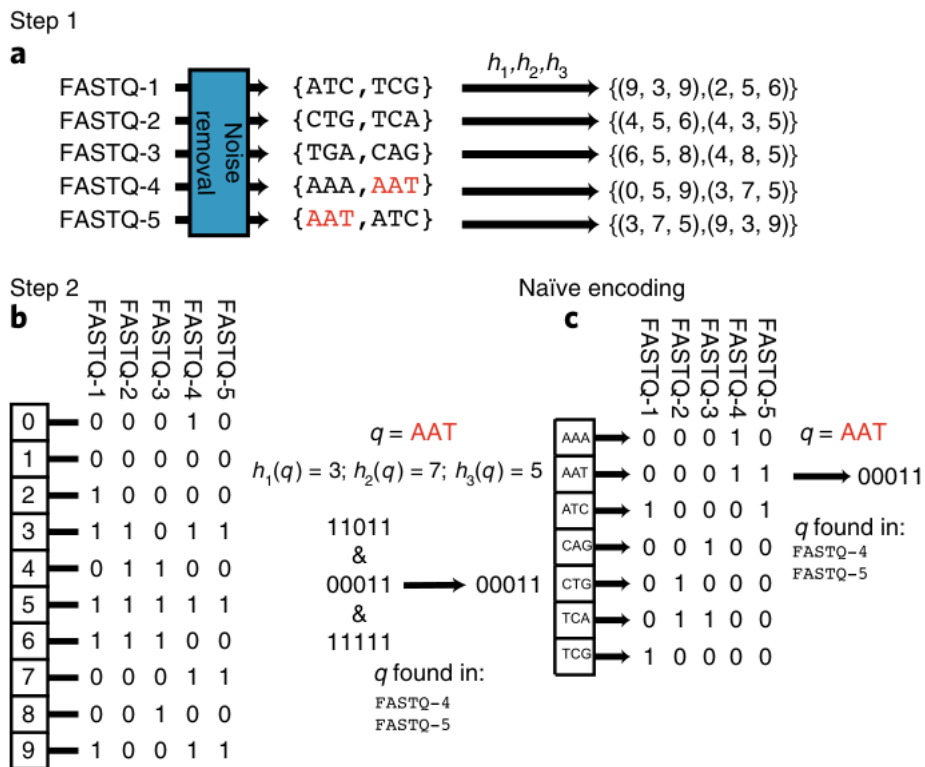 Step 1
a
h1,h2,h3
FASTQ-1 {ATC,TCG} {(9, 3, 9),(2, 5, 6)}
FASTQ-2 {CTG,TCA} {(4, 5, 6),(4, 3, 5)}
FASTQ-3 {TGA,CAG} {(6, 5, 8),(4, 8, 5)}
FASTQ-4 {AAA,AAT} {(0, 5, 9),(3, 7, 5)}
FASTQ-5 {AAT,ATC} {(3, 7, 5),(9, 3, 9)}
Noise
removal
Step 2
b
FASTQ-1
FASTQ-2
FASTQ-3
FASTQ-4
FASTQ-5
0 0 0 0 1 0
1 0 0 0 0 0
2 1 0 0 0 0
3 1 1 0 1 1
4 0 1 1 0 0
5 1 1 1 1 1
6 1 1 1 0 0
7 0 0 0 1 1
8 0 0 1 0 0
9 1 0 0 1 1
q = AAT
h1(q) = 3; h2(q) = 7; h3(q) = 5
11011
&
00011 00011
&
11111
q found in:
FASTQ-4
FASTQ-5
Naïve encoding
c
FASTQ-1
FASTQ-2
FASTQ-3
FASTQ-4
FASTQ-5
AAA 0 0 0 1 0
AAT 0 0 0 1 1
ATC 1 0 0 0 1
CAG 0 0 1 0 0
CTG 0 1 0 0 0
TCA 0 1 1 0 0
TCG 1 0 0 0 0
q = AAT
00011
q found in:
FASTQ-4
FASTQ-5